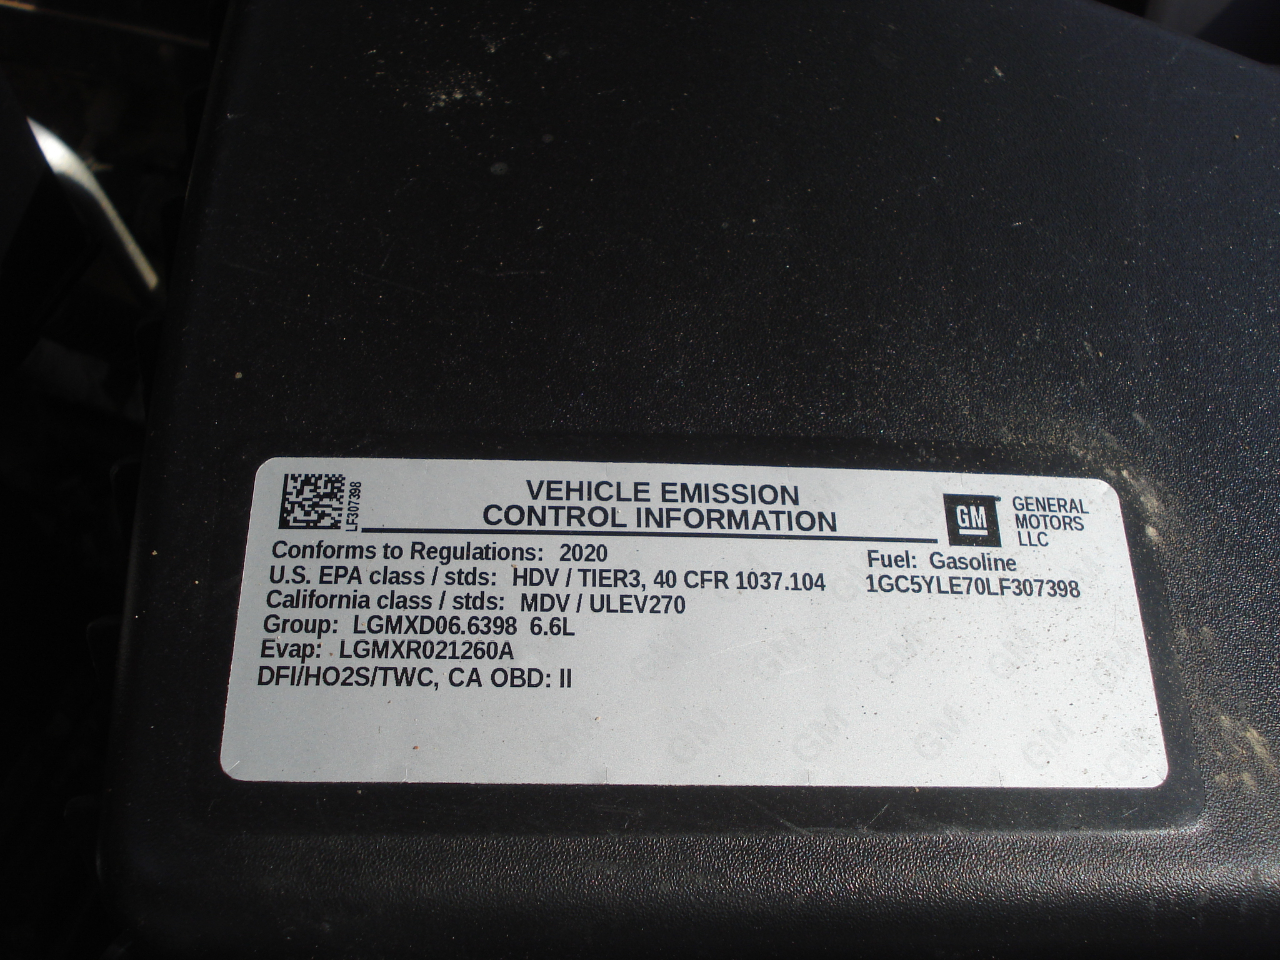 LF307398
VEHICLE EMISSION
CONTROL INFORMATION
GM
GENERAL
MOTORS
LLC
Conforms to Regulations: 2020
U.S. EPA class / stds: HDV / TIER3, 40 CFR 1037.104
California class / stds: MDV / ULEV270
Group: LGMXD06.6398 6.6L
Evap: LGMXR021260A
DFI/HO2S/TWC, CA OBD: II
Fuel: Gasoline
1GC5YLE70LF307398